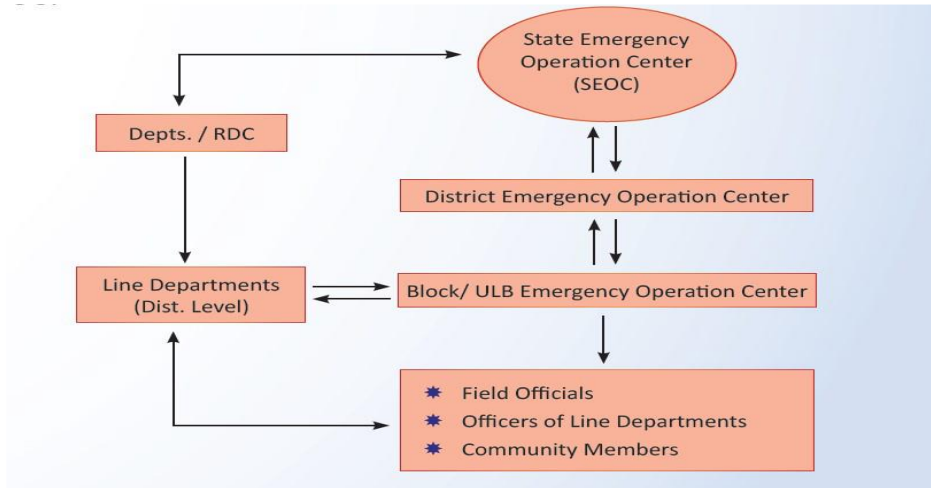 State Emergency
Operation Center
(SEOC)
Depts. / RDC
District Emergency Operation Center
Line Departments
(Dist. Level)
Block/ ULB Emergency Operation Center
Field Officials
Officers of Line Departments
Community Members